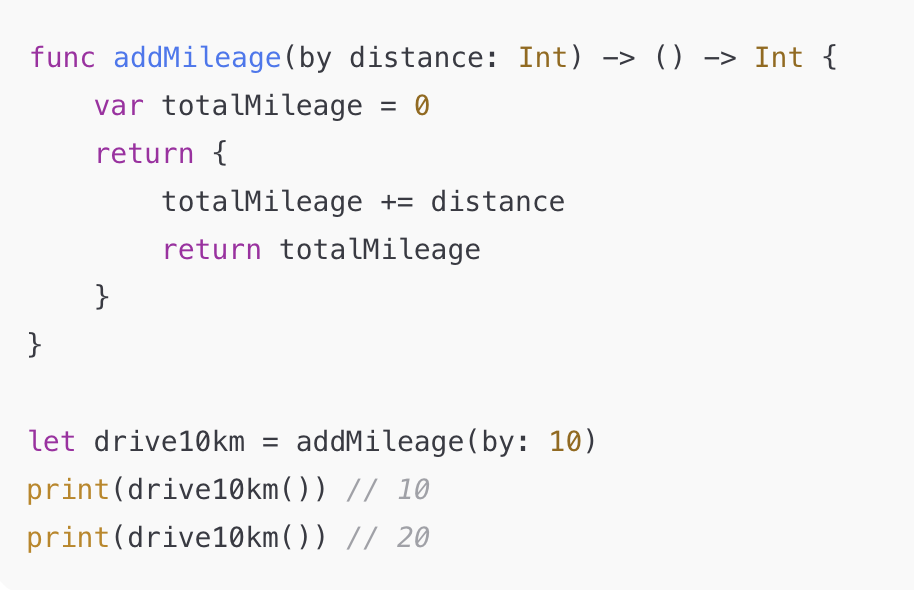 func addMileage(by distance: Int) -> () -> Int {
    var totalMileage = 0
    return {
        totalMileage += distance
        return totalMileage
    }
}

let drive10km = addMileage(by: 10)
print(drive10km()) // 10
print(drive10km()) // 20